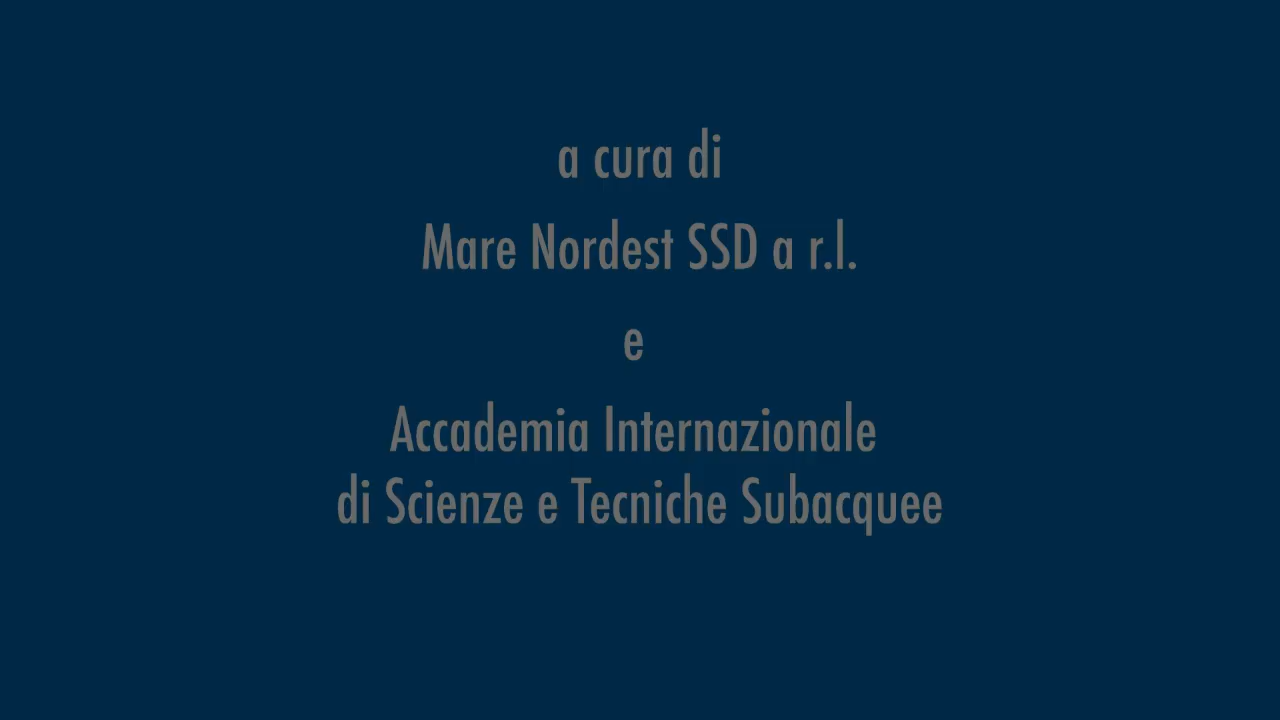 a cura di
Mare Nordest SSD a r.l.
e
Accademia Internazionale
di Scienze e Tecniche Subacquee